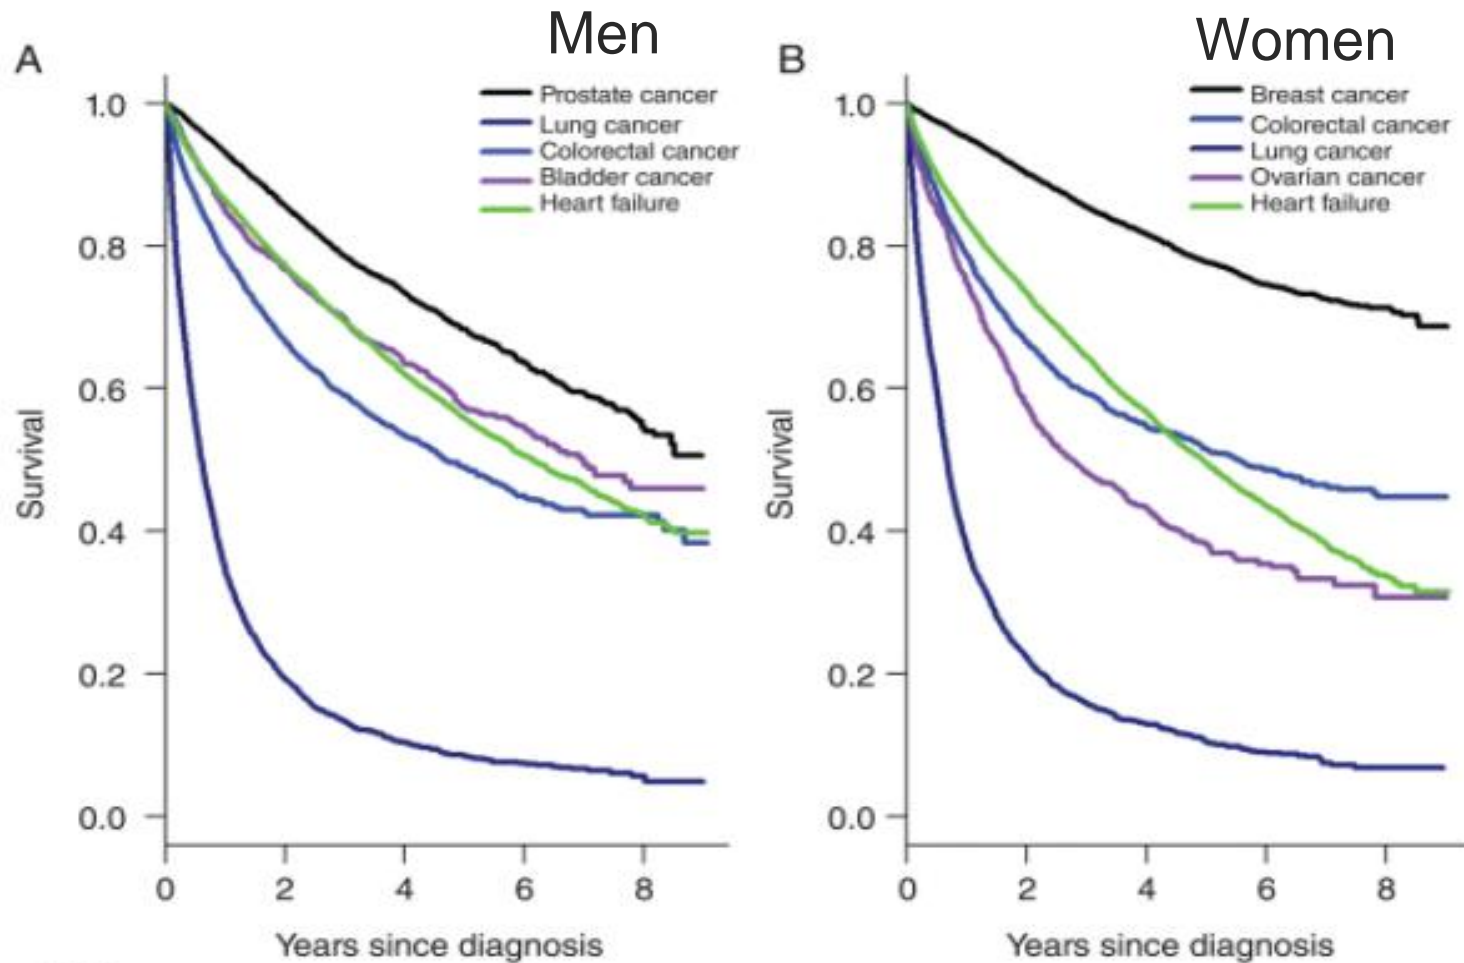 Men
A
Prostate cancer
Lung cancer
Colorectal cancer
Bladder cancer
Heart failure
1.0
0.8
0.6
0.4
0.2
0.0
Survival
0 2 4 6 8
Years since diagnosis
Women
B
Breast cancer
Colorectal cancer
Lung cancer
Ovarian cancer
Heart failure
1.0
0.8
0.6
0.4
0.2
0.0
Survival
0 2 4 6 8
Years since diagnosis